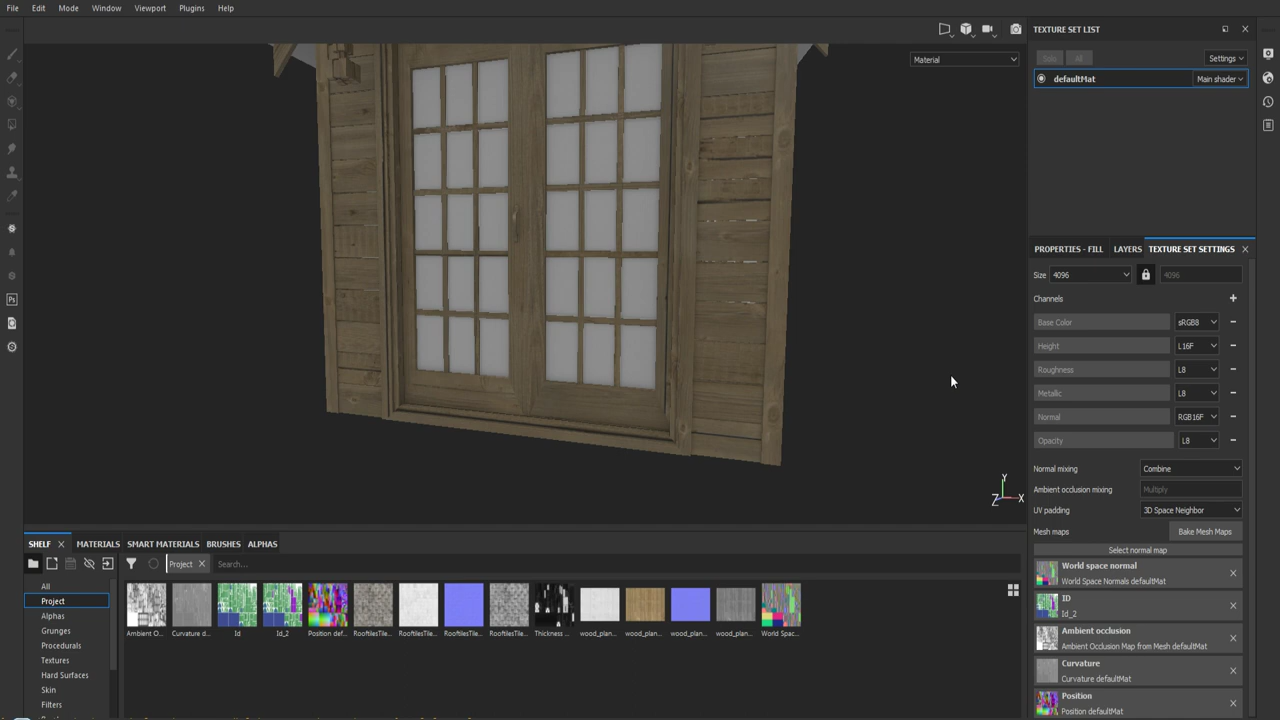 File Edit Mode Window Viewport Plugins Help
TEXTURE SET LIST
Material
Solo All Settings
defaultMat Main shader
PROPERTIES - FILL LAYERS TEXTURE SET SETTINGS
Size 4096 4096
Channels
Base Color sRGB8
Height L16F
Roughness L8
Metallic L8
Normal RGB16F
Opacity L8
Normal mixing Combine
Ambient occlusion mixing Multiply
UV padding 3D Space Neighbor
Mesh maps Bake Mesh Maps
Select normal map
World space normal
World Space Normals defaultMat
ID
Id_2
Ambient occlusion
Ambient Occlusion Map from Mesh defaultMat
Curvature
Curvature defaultMat
Position
Position defaultMat
Y
Z X
SHELF MATERIALS SMART MATERIALS BRUSHES ALPHAS
Ps
Project Search...
All
Project
Alphas
Grunges
Procedurals
Textures
Hard Surfaces
Skin
Filters
Ambient O... Curvature d... Id Id_2 Position def... RooftilesTile... RooftilesTile... RooftilesTile... RooftilesTile... Thickness ... wood_plan... wood_plan... wood_plan... wood_plan... World Spac...